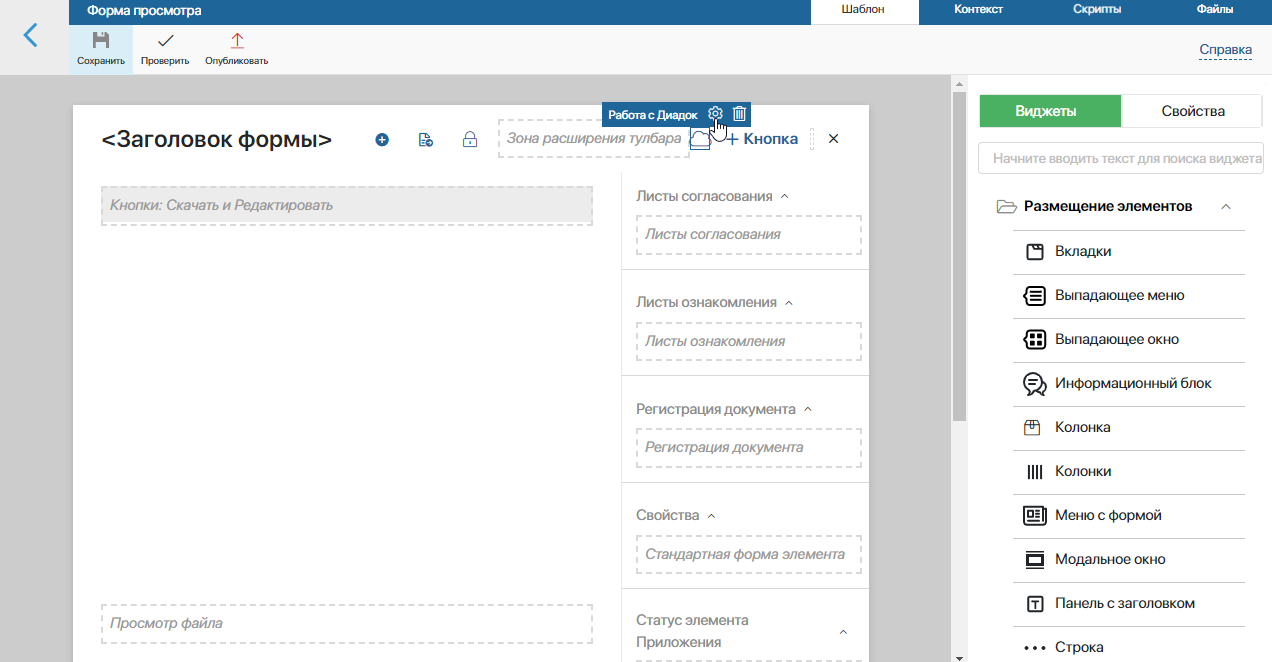 Форма просмотра
Шаблон
Контекст
Скрипты
Файлы
Сохранить
Проверить
Опубликовать
Справка
Работа с Диадок
<Заголовок формы>
Зона расширения тулбара
+ Кнопка
Кнопки: Скачать и Редактировать
Просмотр файла
Листы согласования
Листы согласования
Листы ознакомления
Листы ознакомления
Регистрация документа
Регистрация документа
Свойства
Стандартная форма элемента
Статус элемента
Приложения
Виджеты
Свойства
Начните вводить текст для поиска виджета
Размещение элементов
Вкладки
Выпадающее меню
Выпадающее окно
Информационный блок
Колонка
Колонки
Меню с формой
Модальное окно
Панель с заголовком
Строка